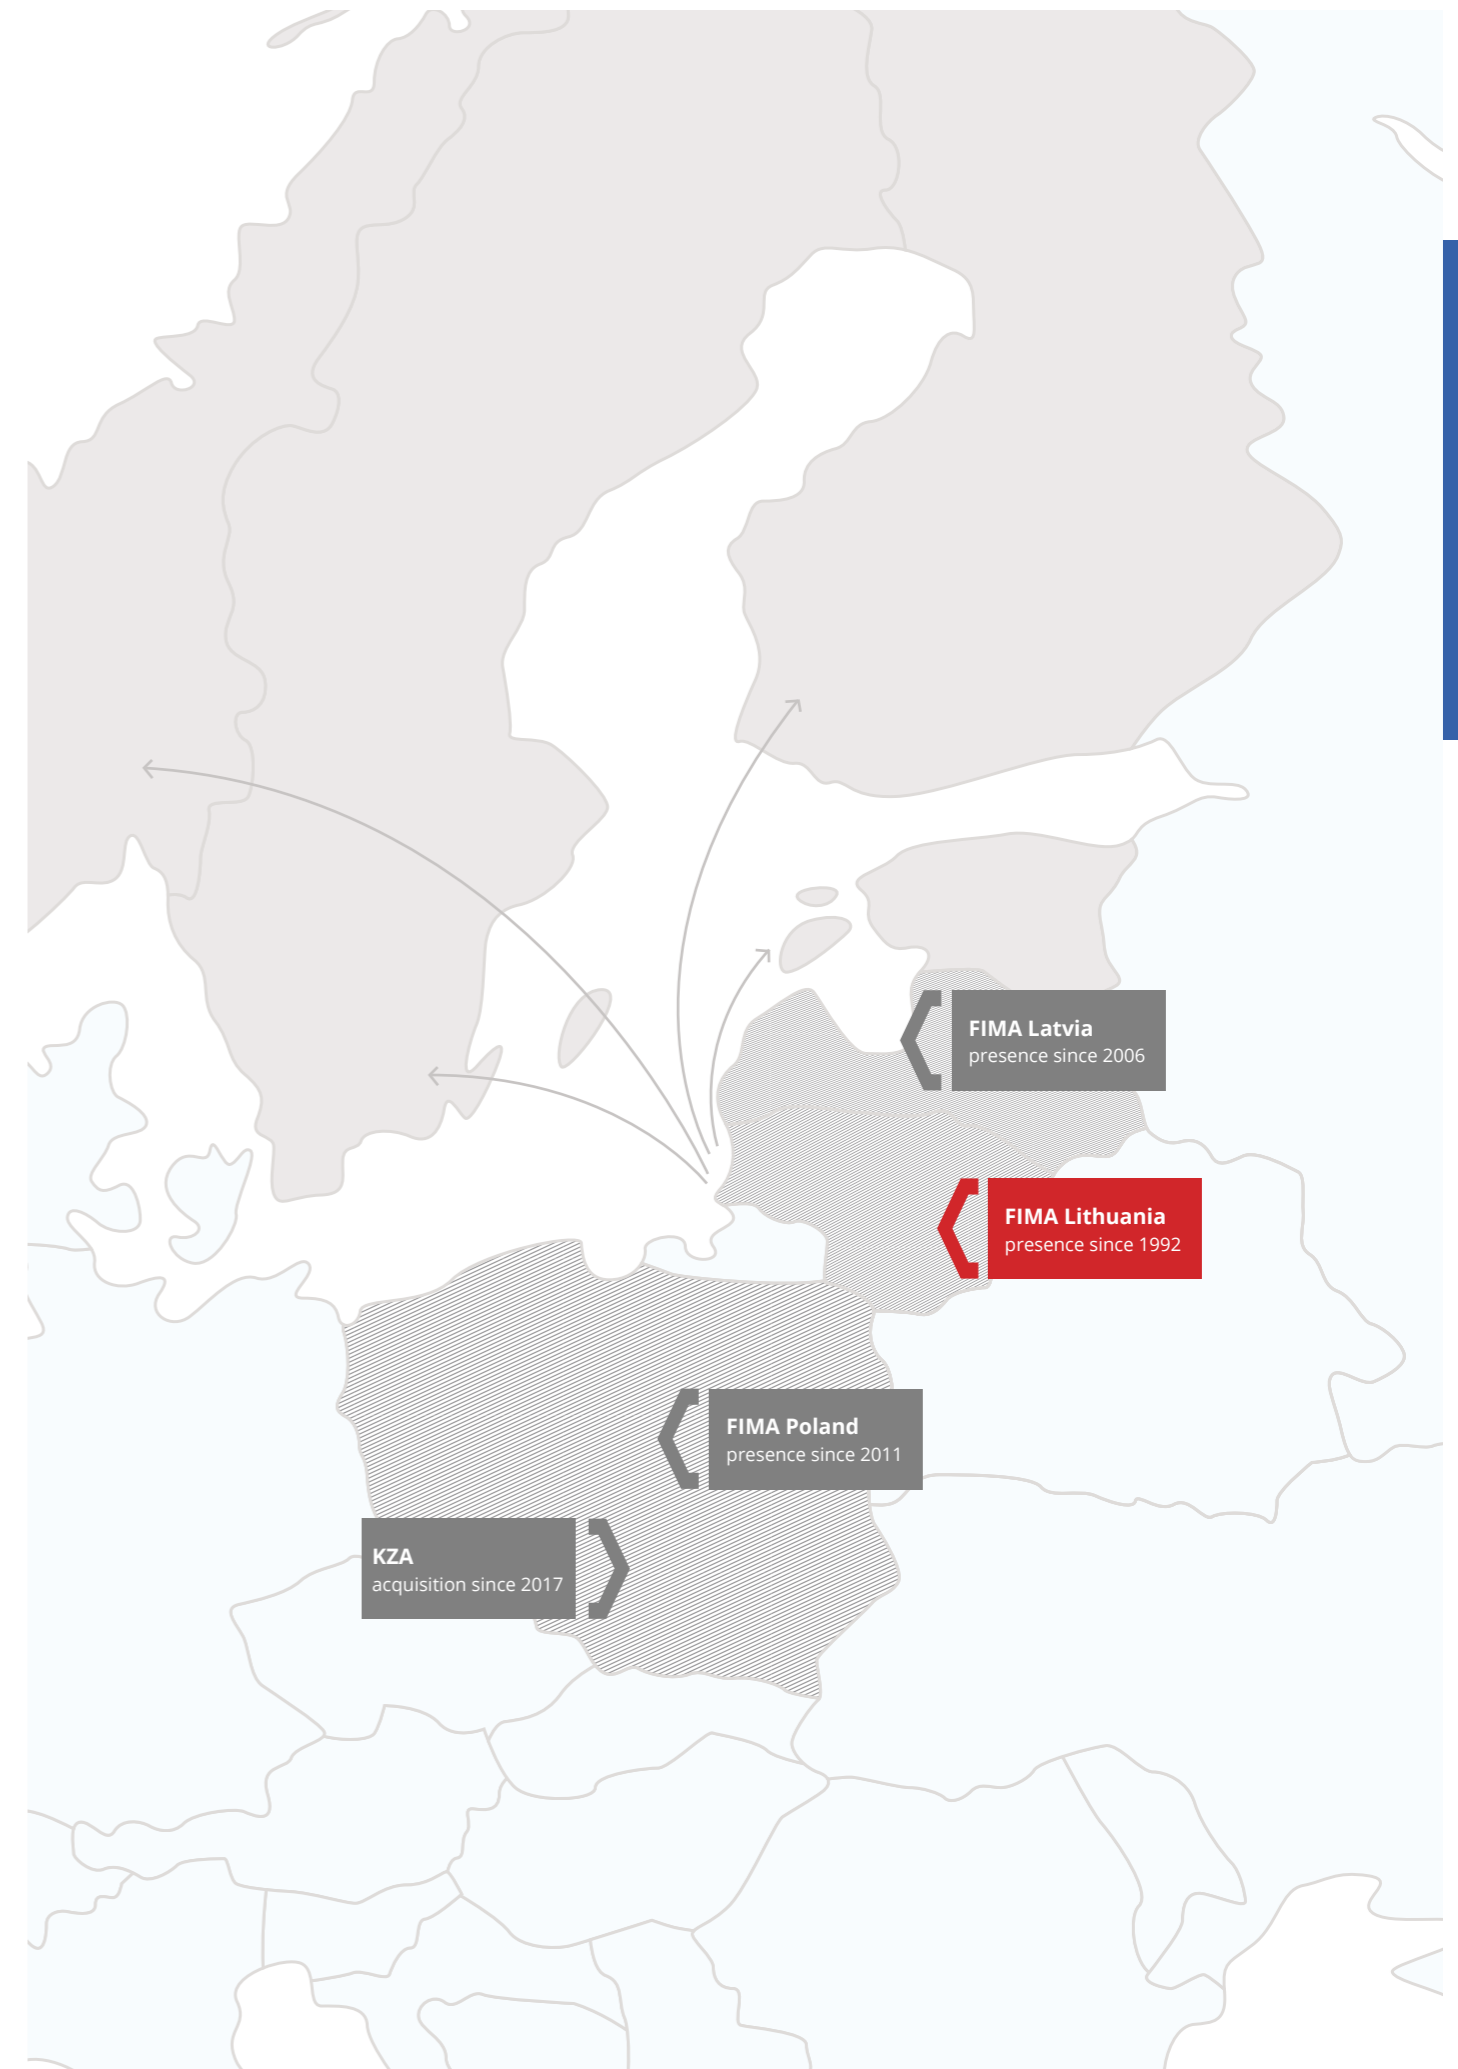 FIMA Latvia
presence since 2006
FIMA Lithuania
presence since 1992
FIMA Poland
presence since 2011
KZA
acquisition since 2017